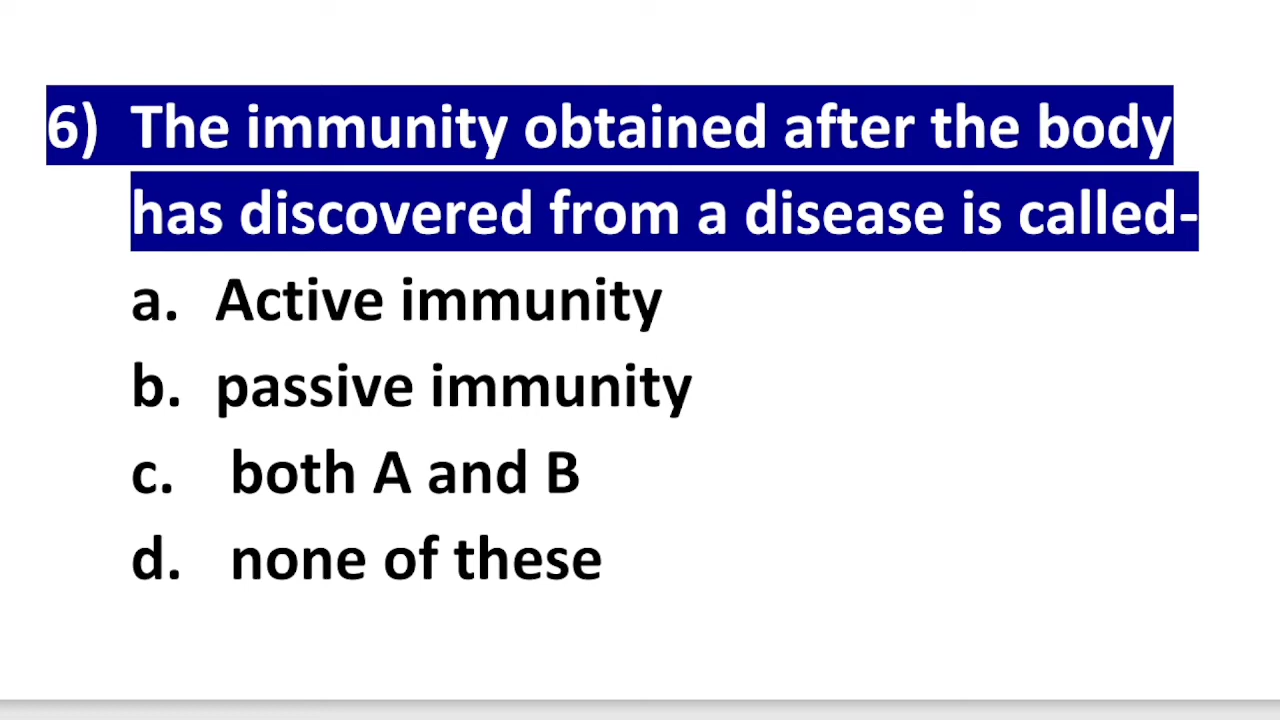 6) The immunity obtained after the body
has discovered from a disease is called-
a. Active immunity
b. passive immunity
c. both A and B
d. none of these